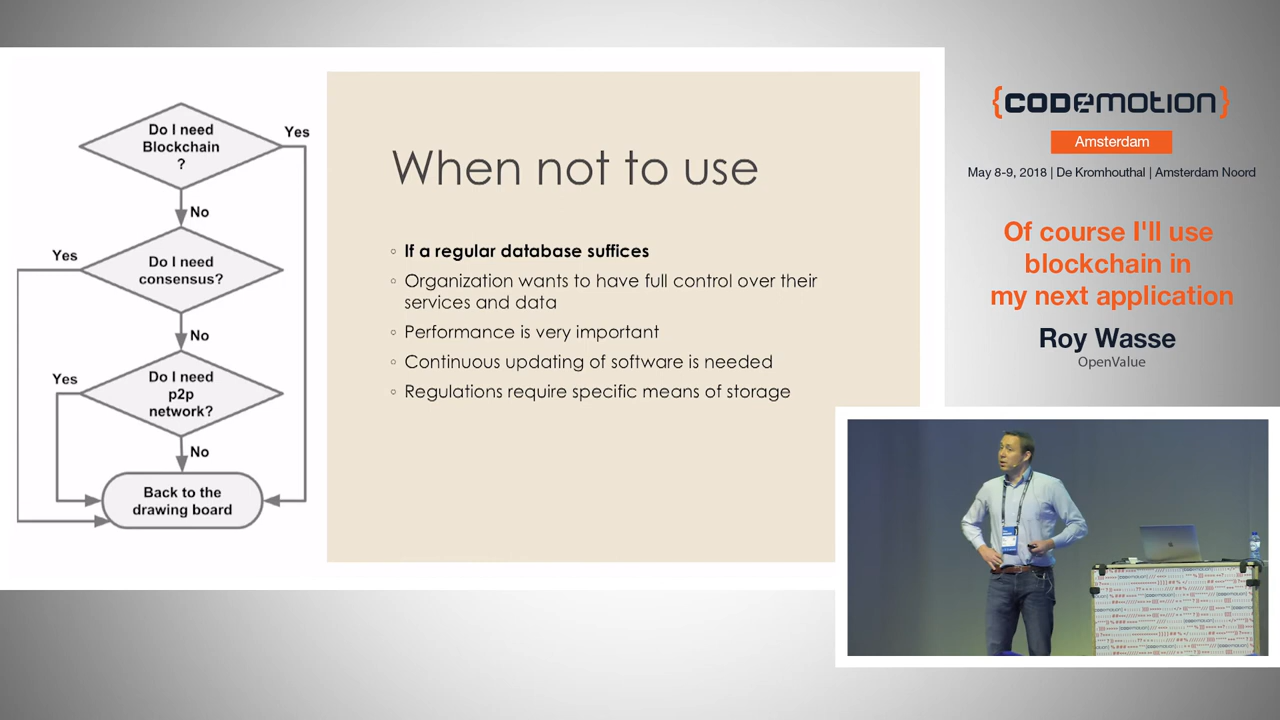 Do I need
Blockchain
?
Yes
No
Do I need
consensus?
Yes
No
Do I need
p2p
network?
Yes
No
Back to the
drawing board
When not to use
If a regular database suffices
Organization wants to have full control over their
services and data
Performance is very important
Continuous updating of software is needed
Regulations require specific means of storage
{CODEMOTION}
Amsterdam
May 8-9, 2018 | De Kromhouthal | Amsterdam Noord
Of course I'll use
blockchain in
my next application
Roy Wasse
OpenValue